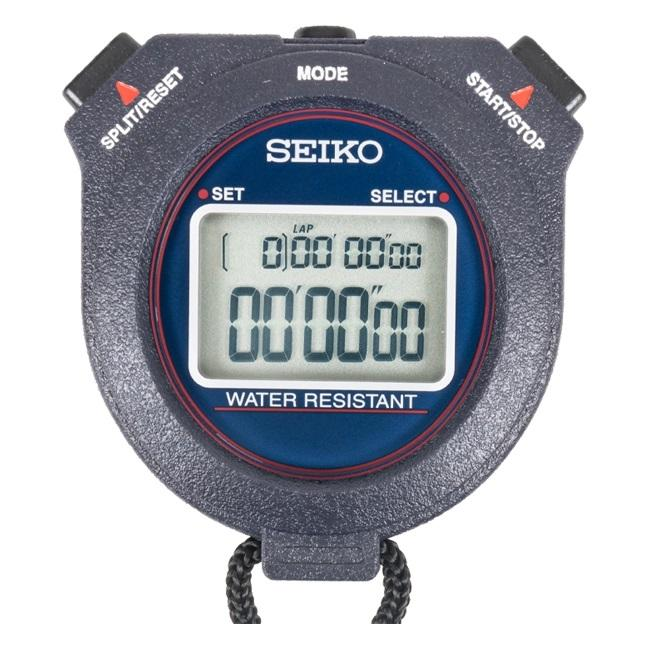 MODE
SPLIT/RESET
START/STOP
SEIKO
SET SELECT
LAP
( 0)00'00"00
00'00"00
WATER RESISTANT